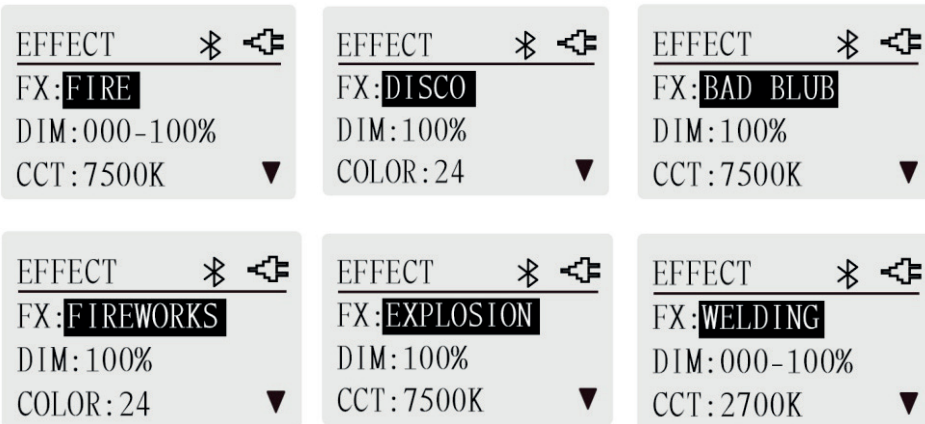 EFFECT
FX:FIRE
DIM:000-100%
CCT:7500K
EFFECT
FX:DISCO
DIM:100%
COLOR:24
EFFECT
FX:BAD BLUB
DIM:100%
CCT:7500K
EFFECT
FX:FIREWORKS
DIM:100%
COLOR:24
EFFECT
FX:EXPLOSION
DIM:100%
CCT:7500K
EFFECT
FX:WELDING
DIM:000-100%
CCT:2700K